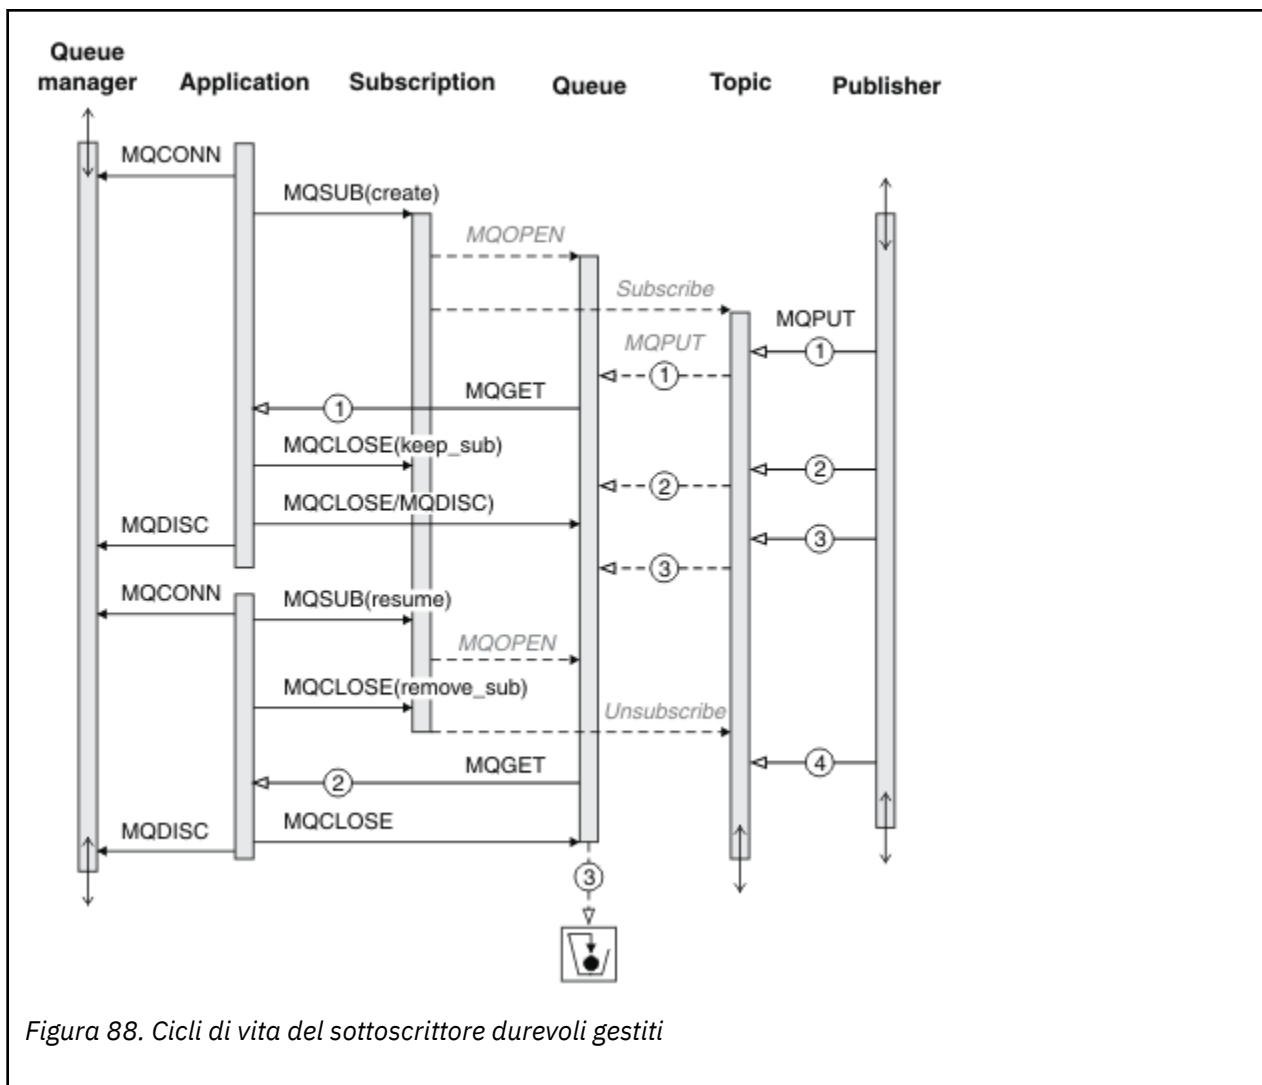 Queue manager
Application
Subscription
Queue
Topic
Publisher
MQCONN
MQSUB(create)
MQOPEN
Subscribe
MQPUT
1
MQPUT
1
MQGET
1
MQCLOSE(keep_sub)
2
2
MQCLOSE/MQDISC)
MQDISC
3
3
MQCONN
MQSUB(resume)
MQOPEN
MQCLOSE(remove_sub)
Unsubscribe
4
MQGET
2
MQCLOSE
MQDISC
3
Figura 88. Cicli di vita del sottoscrittore durevoli gestiti